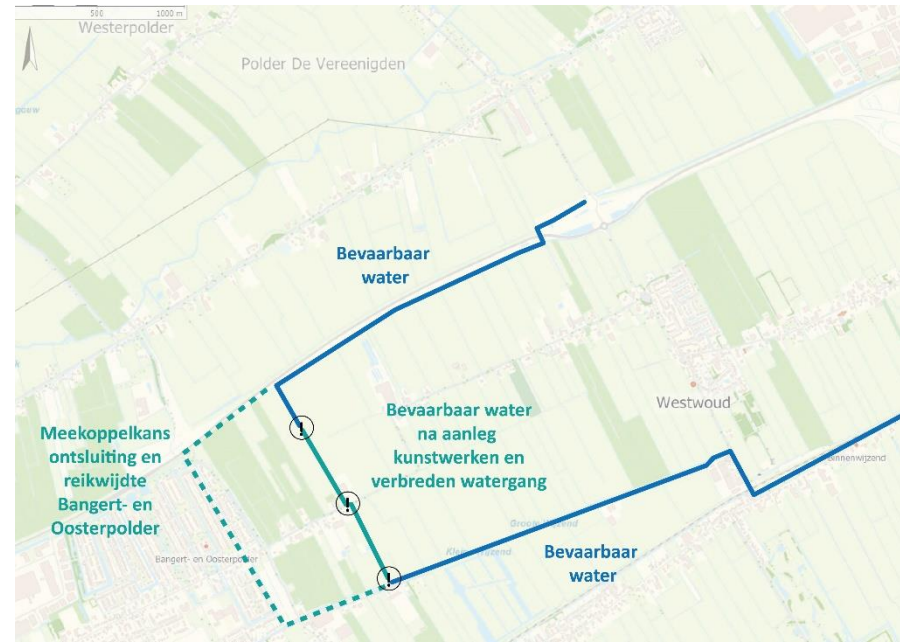 500
1000 m
Westerpolder
Polder De Vereenigden
Bevaarbaar
water
Westwoud
Bevaarbaar water
na aanleg
kunstwerken en
verbreden watergang
Meekoppelkans
ontsluiting en
reikwijdte
Bangert- en
Oosterpolder
Binnenwijzend
Bangert- en Oosterpolder
Bevaarbaar
water
!
!
!